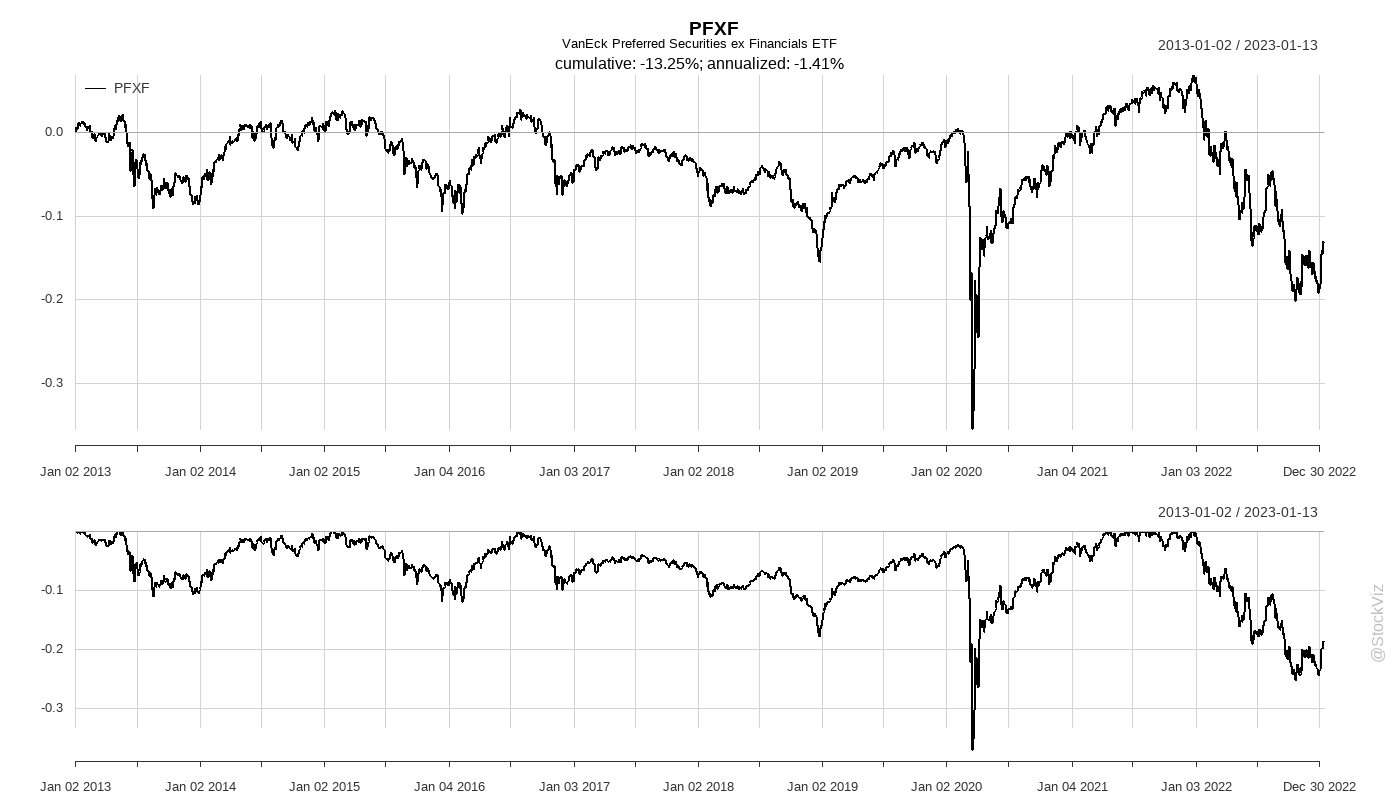 PFXF
VanEck Preferred Securities ex Financials ETF
2013-01-02 / 2023-01-13
cumulative: -13.25%; annualized: -1.41%
PFXF
0.0
-0.1
-0.2
-0.3
Jan 02 2013 Jan 02 2014 Jan 02 2015 Jan 04 2016 Jan 03 2017 Jan 02 2018 Jan 02 2019 Jan 02 2020 Jan 04 2021 Jan 03 2022 Dec 30 2022
2013-01-02 / 2023-01-13
-0.1
-0.2
-0.3
Jan 02 2013 Jan 02 2014 Jan 02 2015 Jan 04 2016 Jan 03 2017 Jan 02 2018 Jan 02 2019 Jan 02 2020 Jan 04 2021 Jan 03 2022 Dec 30 2022
@StockViz